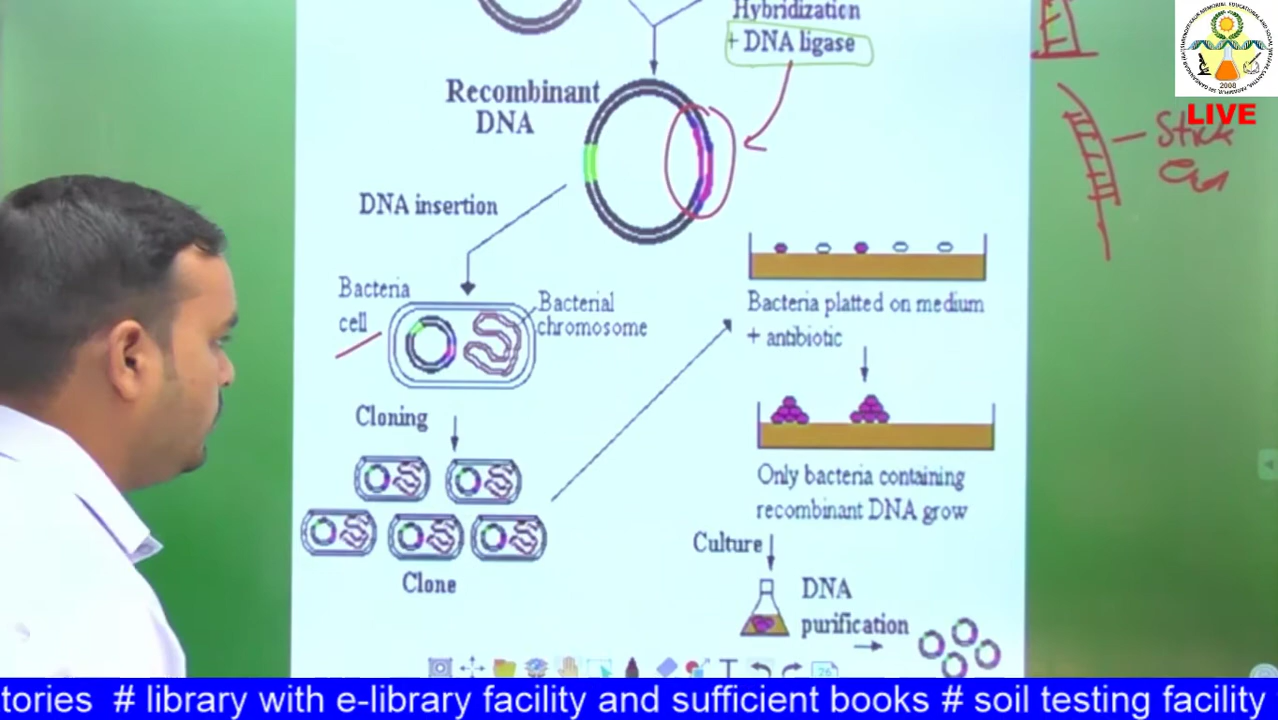 Hybridization
+ DNA ligase
Recombinant
DNA
2008
LIVE
DNA insertion
Bacteria
cell
Bacterial
chromosome
Bacteria platted on medium
+ antibiotic
Cloning
Only bacteria containing
recombinant DNA grow
Culture
Clone
DNA
purification
tories # library with e-library facility and sufficient books # soil testing facility